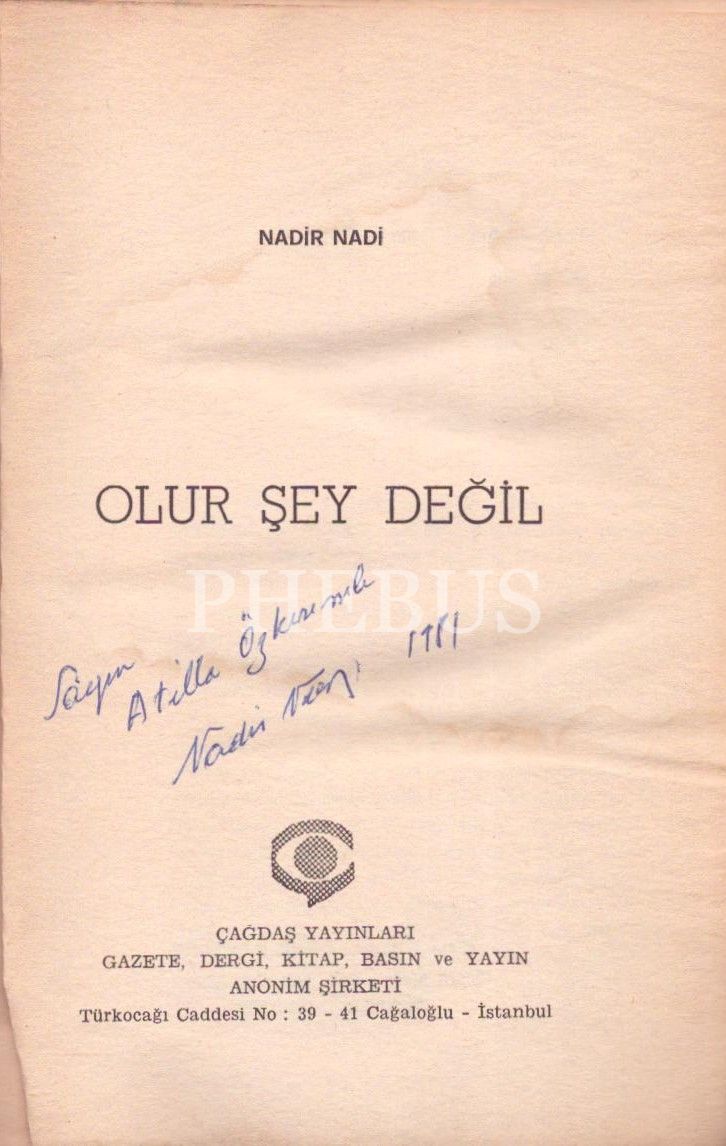 NADİR NADİ
OLUR ŞEY DEĞİL
PHEBUS
Sayın
Atilla Özkırımlı
Nadir Nadi 1981
ÇAĞDAŞ YAYINLARI
GAZETE, DERGİ, KİTAP, BASIN ve YAYIN
ANONİM ŞİRKETİ
Türkocağı Caddesi No : 39 - 41 Cağaloğlu - İstanbul